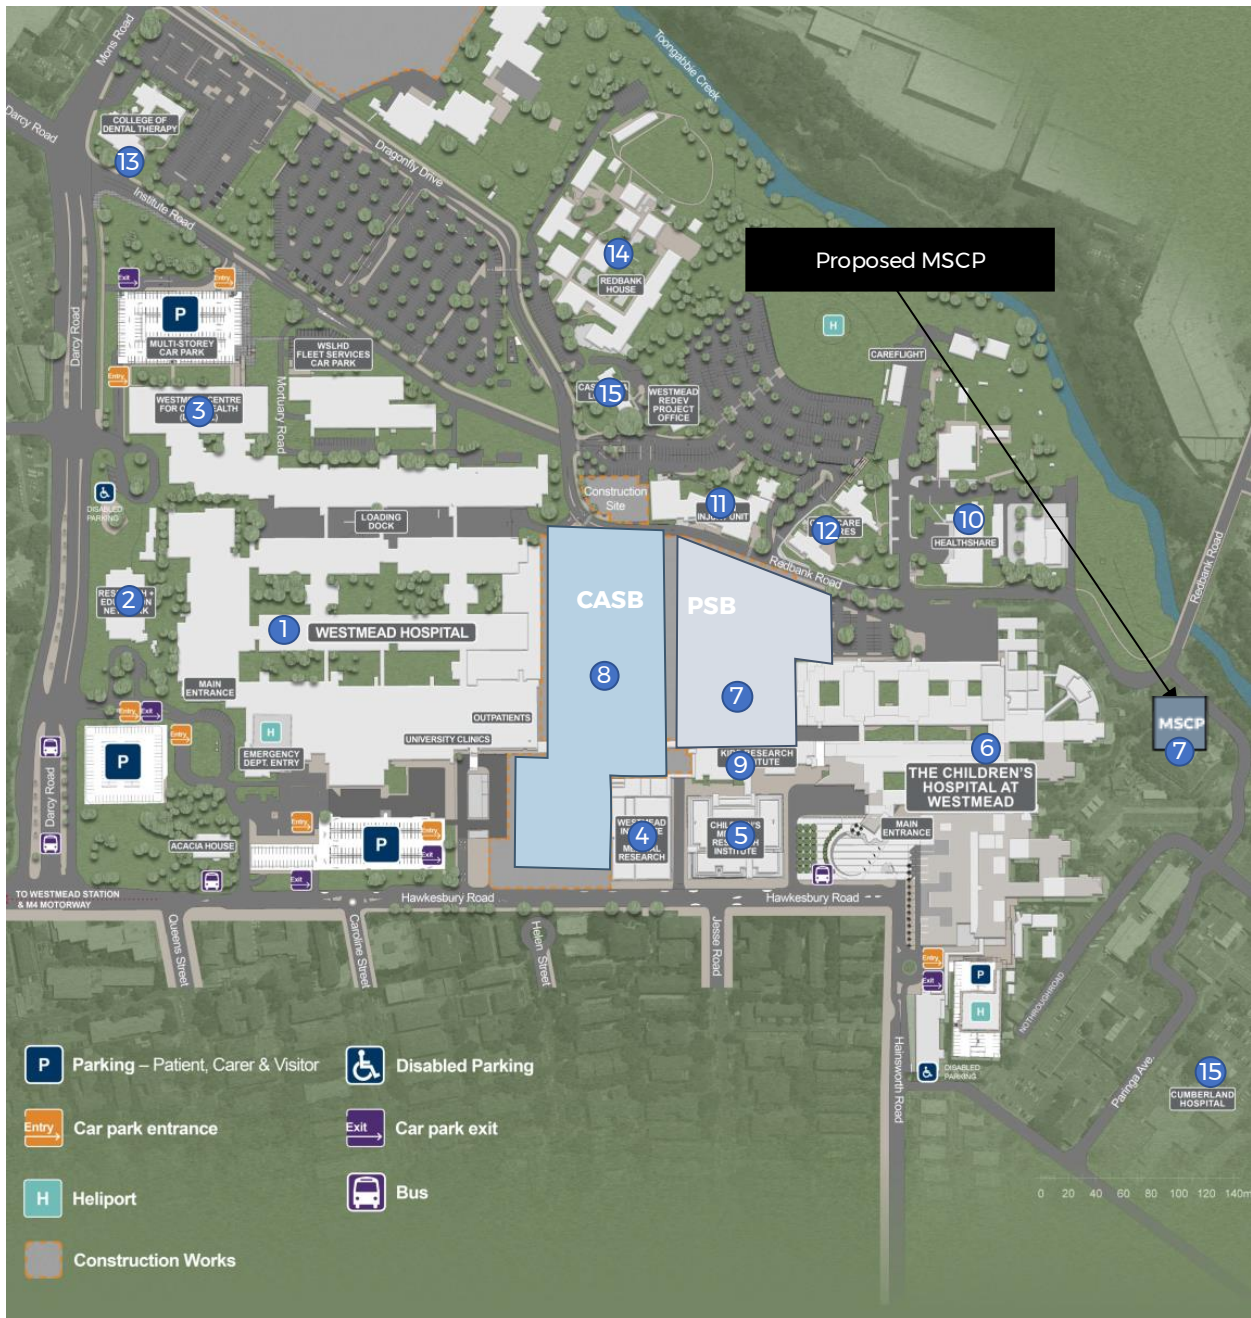 Mons Road
Darcy Road
COLLEGE OF
DENTAL THERAPY
13
Institute Road
Dragonfly Drive
Toongabbie Creek
14
REDBANK
HOUSE
Proposed MSCP
Exit
Entry
P
MULTI-STOREY
CAR PARK
Darcy Road
WSLHD
FLEET SERVICES
CAR PARK
Mortuary Road
H
CAREFLIGHT
Entry
3
15
WESTMEAD
REDEV
PROJECT
OFFICE
DISABLED
PARKING
LOADING
DOCK
Construction
Site
11
12
10
HEALTHSHARE
Redbank Road
Redbank Road
2
1
WESTMEAD HOSPITAL
CASB
PSB
8
7
MAIN
ENTRANCE
OUTPATIENTS
UNIVERSITY CLINICS
H
EMERGENCY
DEPT. ENTRY
Entry
Exit
Entry
P
Darcy Road
6
THE CHILDREN'S
HOSPITAL AT
WESTMEAD
MSCP
7
9
MAIN
ENTRANCE
4
RESEARCH
5
INSTITUTE
ACACIA HOUSE
Entry
P
Entry
Exit
Exit
TO WESTMEAD STATION
& M4 MOTORWAY
Hawkesbury Road
Hawkesbury Road
Queens Street
Caroline Street
Helen Street
Jesse Road
Entry
Exit
P
H
NO THROUGH ROAD
Hainsworth Road
DISABLED
PARKING
Paringa Ave.
15
CUMBERLAND
HOSPITAL
P Parking – Patient, Carer & Visitor
Disabled Parking
Entry Car park entrance
Exit Car park exit
H Heliport
Bus
Construction Works
0 20 40 60 80 100 120 140m